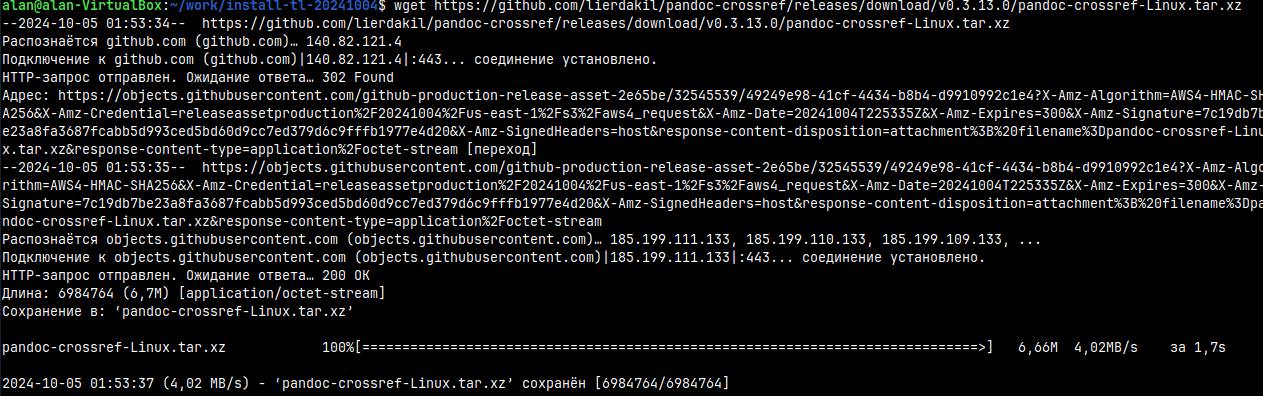 alan@alan-VirtualBox:~/work/install-tl-20241004$ wget https://github.com/lierdakil/pandoc-crossref/releases/download/v0.3.13.0/pandoc-crossref-Linux.tar.xz
--2024-10-05 01:53:34--  https://github.com/lierdakil/pandoc-crossref/releases/download/v0.3.13.0/pandoc-crossref-Linux.tar.xz
Распознаётся github.com (github.com)… 140.82.121.4
Подключение к github.com (github.com)|140.82.121.4|:443... соединение установлено.
HTTP-запрос отправлен. Ожидание ответа… 302 Found
Адрес: https://objects.githubusercontent.com/github-production-release-asset-2e65be/32545539/49249e98-41cf-4434-b8b4-d9910992c1e4?X-Amz-Algorithm=AWS4-HMAC-SH
A256&X-Amz-Credential=releaseassetproduction%2F20241004%2Fus-east-1%2Fs3%2Faws4_request&X-Amz-Date=20241004T225335Z&X-Amz-Expires=300&X-Amz-Signature=7c19db7b
e23a8fa3687fcabb5d993ced5bd60d9cc7ed379d6c9fffb1977e4d20&X-Amz-SignedHeaders=host&response-content-disposition=attachment%3B%20filename%3Dpandoc-crossref-Linu
x.tar.xz&response-content-type=application%2Foctet-stream [переход]
--2024-10-05 01:53:35--  https://objects.githubusercontent.com/github-production-release-asset-2e65be/32545539/49249e98-41cf-4434-b8b4-d9910992c1e4?X-Amz-Algo
rithm=AWS4-HMAC-SHA256&X-Amz-Credential=releaseassetproduction%2F20241004%2Fus-east-1%2Fs3%2Faws4_request&X-Amz-Date=20241004T225335Z&X-Amz-Expires=300&X-Amz-
Signature=7c19db7be23a8fa3687fcabb5d993ced5bd60d9cc7ed379d6c9fffb1977e4d20&X-Amz-SignedHeaders=host&response-content-disposition=attachment%3B%20filename%3Dpa
ndoc-crossref-Linux.tar.xz&response-content-type=application%2Foctet-stream
Распознаётся objects.githubusercontent.com (objects.githubusercontent.com)… 185.199.111.133, 185.199.110.133, 185.199.109.133, ...
Подключение к objects.githubusercontent.com (objects.githubusercontent.com)|185.199.111.133|:443... соединение установлено.
HTTP-запрос отправлен. Ожидание ответа… 200 OK
Длина: 6984764 (6,7M) [application/octet-stream]
Сохранение в: ‘pandoc-crossref-Linux.tar.xz’
pandoc-crossref-Linux.tar.xz 100%[==============================================================================>] 6,66M 4,02MB/s за 1,7s
2024-10-05 01:53:37 (4,02 MB/s) - ‘pandoc-crossref-Linux.tar.xz’ сохранён [6984764/6984764]